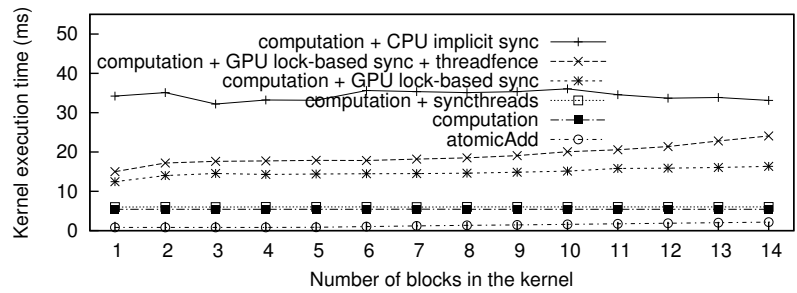 Kernel execution time (ms)
50
40
30
20
10
0
computation + CPU implicit sync
computation + GPU lock-based sync + threadfence
computation + GPU lock-based sync
computation + syncthreads
computation
atomicAdd
1 2 3 4 5 6 7 8 9 10 11 12 13 14
Number of blocks in the kernel